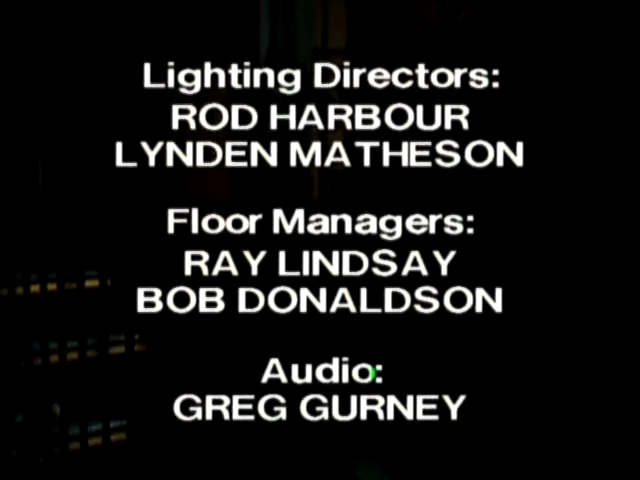 Lighting Directors:
ROD HARBOUR
LYNDEN MATHESON
Floor Managers:
RAY LINDSAY
BOB DONALDSON
Audio:
GREG GURNEY